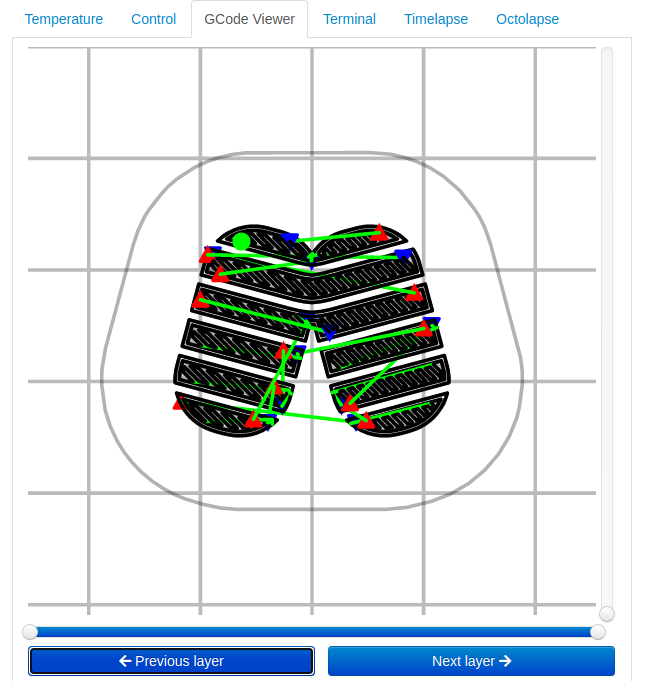 Temperature Control GCode Viewer Terminal Timelapse Octolapse
Previous layer Next layer